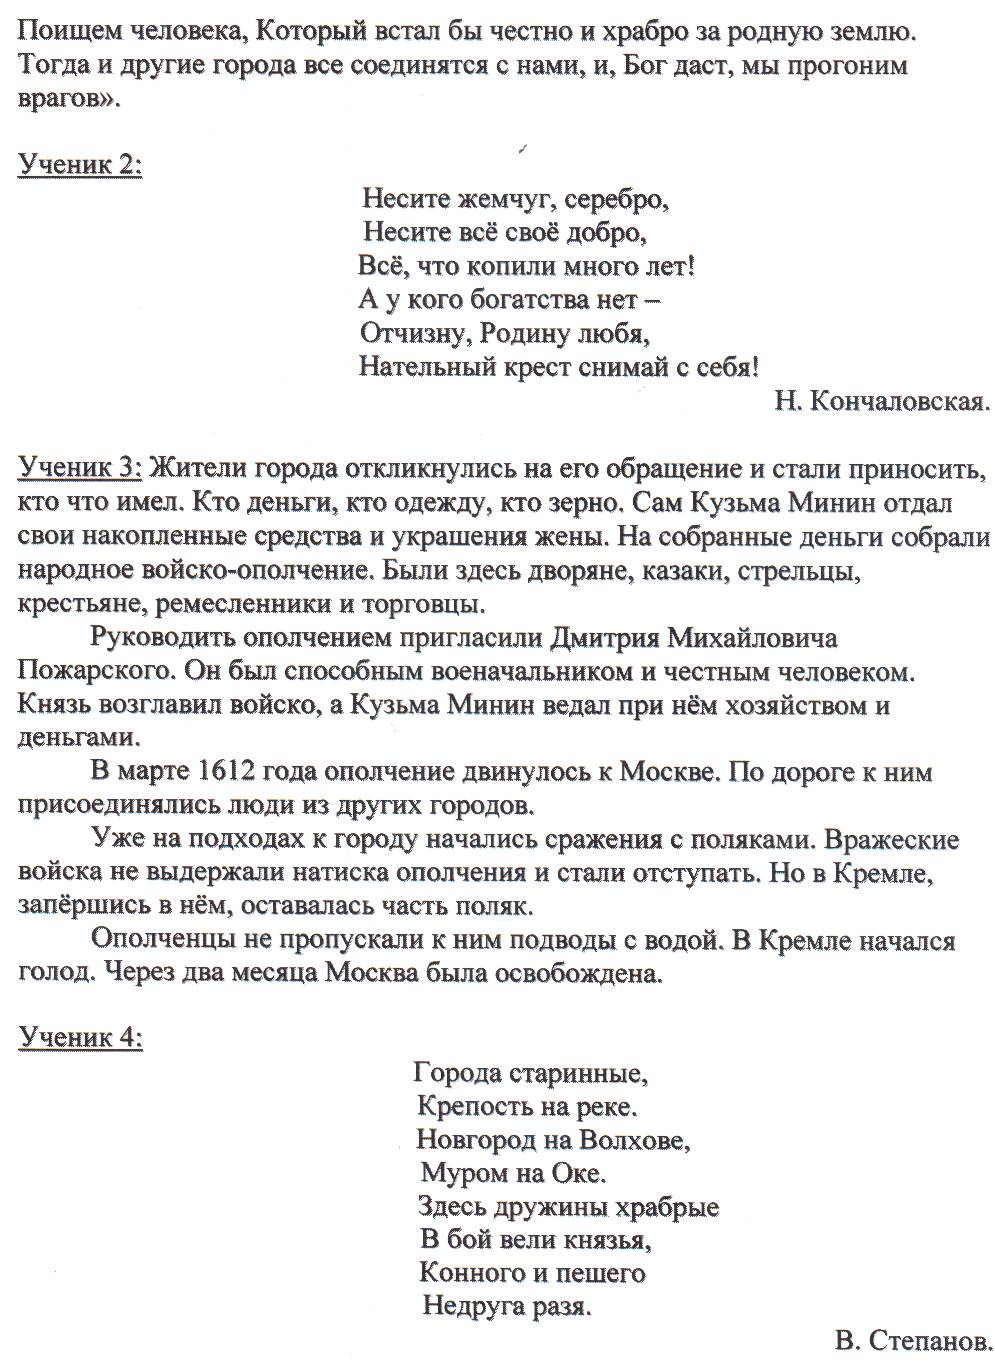 Поищем человека, Который встал бы честно и храбро за родную землю.
Тогда и другие города все соединятся с нами, и, Бог даст, мы прогоним
врагов».
Ученик 2:
Несите жемчуг, серебро,
Несите всё своё добро,
Всё, что копили много лет!
А у кого богатства нет –
Отчизну, Родину любя,
Нательный крест снимай с себя!
Н. Кончаловская.
Ученик 3: Жители города откликнулись на его обращение и стали приносить,
кто что имел. Кто деньги, кто одежду, кто зерно. Сам Кузьма Минин отдал
свои накопленные средства и украшения жены. На собранные деньги собрали
народное войско-ополчение. Были здесь дворяне, казаки, стрельцы,
крестьяне, ремесленники и торговцы.
Руководить ополчением пригласили Дмитрия Михайловича
Пожарского. Он был способным военачальником и честным человеком.
Князь возглавил войско, а Кузьма Минин ведал при нём хозяйством и
деньгами.
В марте 1612 года ополчение двинулось к Москве. По дороге к ним
присоединялись люди из других городов.
Уже на подходах к городу начались сражения с поляками. Вражеские
войска не выдержали натиска ополчения и стали отступать. Но в Кремле,
запёршись в нём, оставалась часть поляк.
Ополченцы не пропускали к ним подводы с водой. В Кремле начался
голод. Через два месяца Москва была освобождена.
Ученик 4:
Города старинные,
Крепость на реке.
Новгород на Волхове,
Муром на Оке.
Здесь дружины храбрые
В бой вели князья,
Конного и пешего
Недруга разя.
В. Степанов.